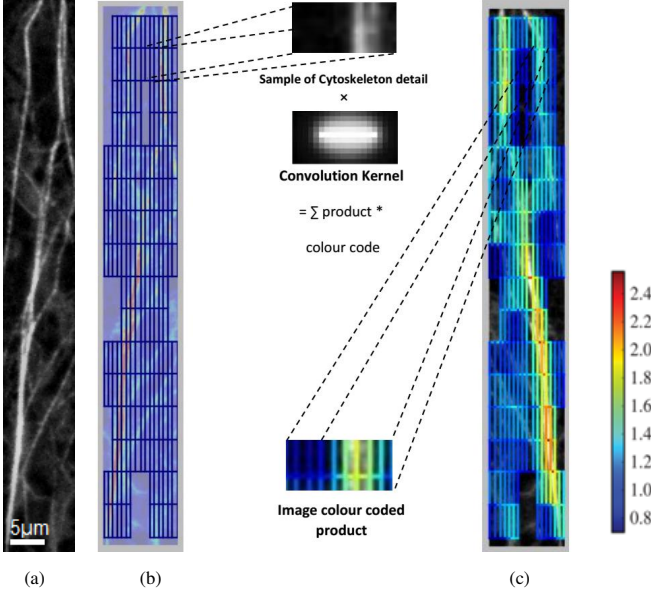 Sample of Cytoskeleton detail
×
Convolution Kernel
= ∑ product *
colour code
Image colour coded
product
5µm
2.4
2.2
2.0
1.8
1.6
1.4
1.2
1.0
0.8
(a)
(b)
(c)